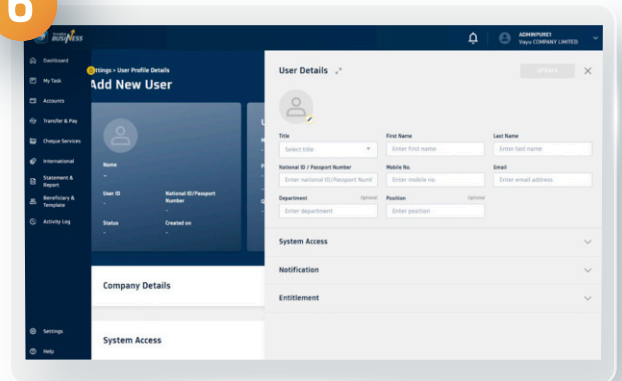 6
BUSINESS
ADMINPURE1
Vayu COMPANY LIMITED
Dashboard
My Task
Accounts
Transfer & Pay
Cheque Services
International
Statement &
Report
Beneficiary &
Template
Activity Log
Settings
Help
ttings > User Profile Details
Add New User
Name
-
User ID
National ID/Passport
Number
-
-
Status
Created on
-
-
Company Details
System Access
User Details
UPDATE
Title
First Name
Last Name
Select title
Enter first name
Enter last name
National ID / Passport Number
Mobile No.
Email
Enter national ID/Passport Numl
Enter mobile no.
Enter email address
Department
Optional
Position
Optional
Enter department
Enter position
System Access
Notification
Entitlement